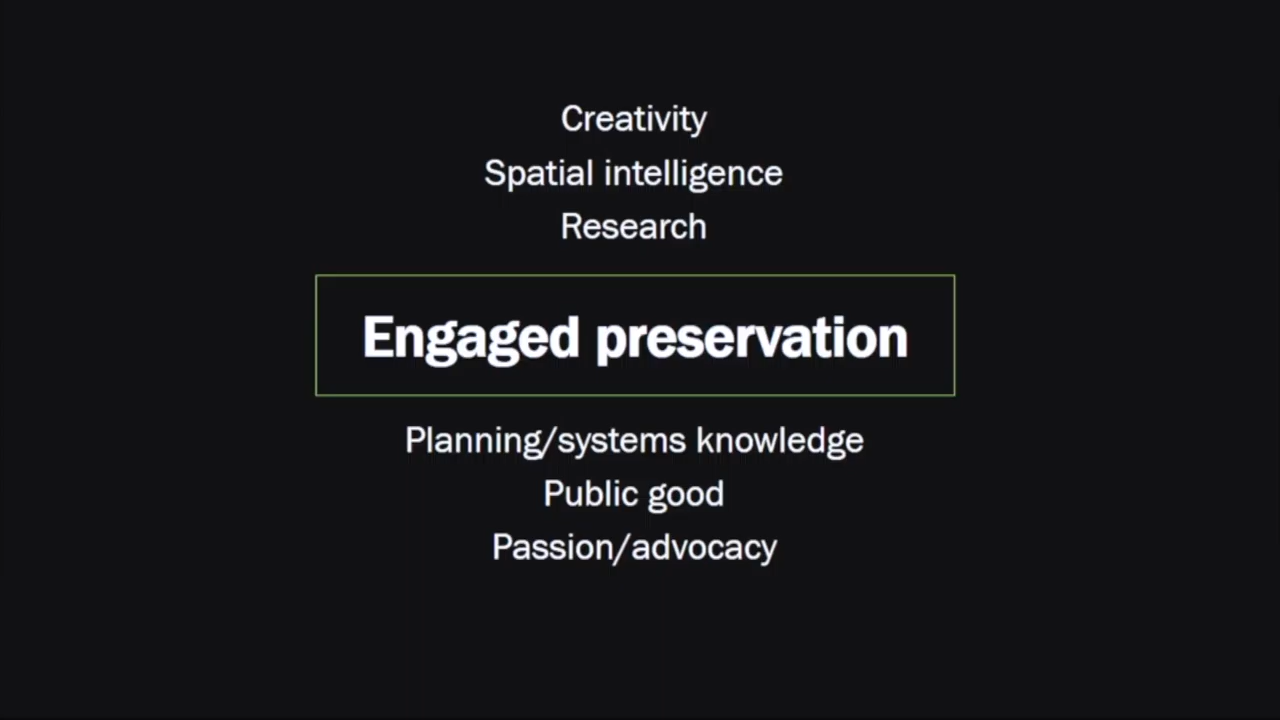 Creativity
Spatial intelligence
Research
Engaged preservation
Planning/systems knowledge
Public good
Passion/advocacy